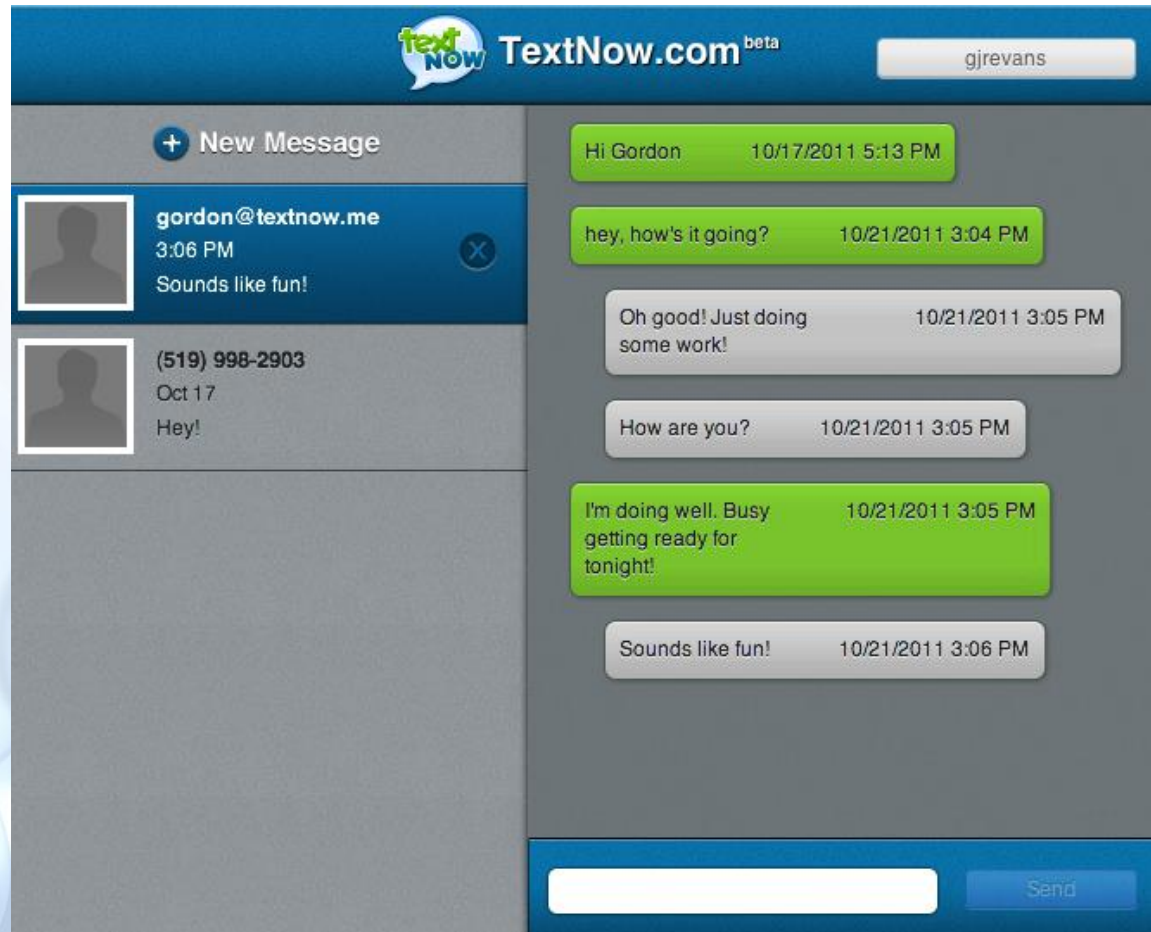 text
NOW
TextNow.com beta
gjrevans
+ New Message
gordon@textnow.me
3:06 PM
Sounds like fun!
(519) 998-2903
Oct 17
Hey!
Hi Gordon 10/17/2011 5:13 PM
hey, how's it going? 10/21/2011 3:04 PM
Oh good! Just doing 10/21/2011 3:05 PM
some work!
How are you? 10/21/2011 3:05 PM
I'm doing well. Busy 10/21/2011 3:05 PM
getting ready for
tonight!
Sounds like fun! 10/21/2011 3:06 PM
Send